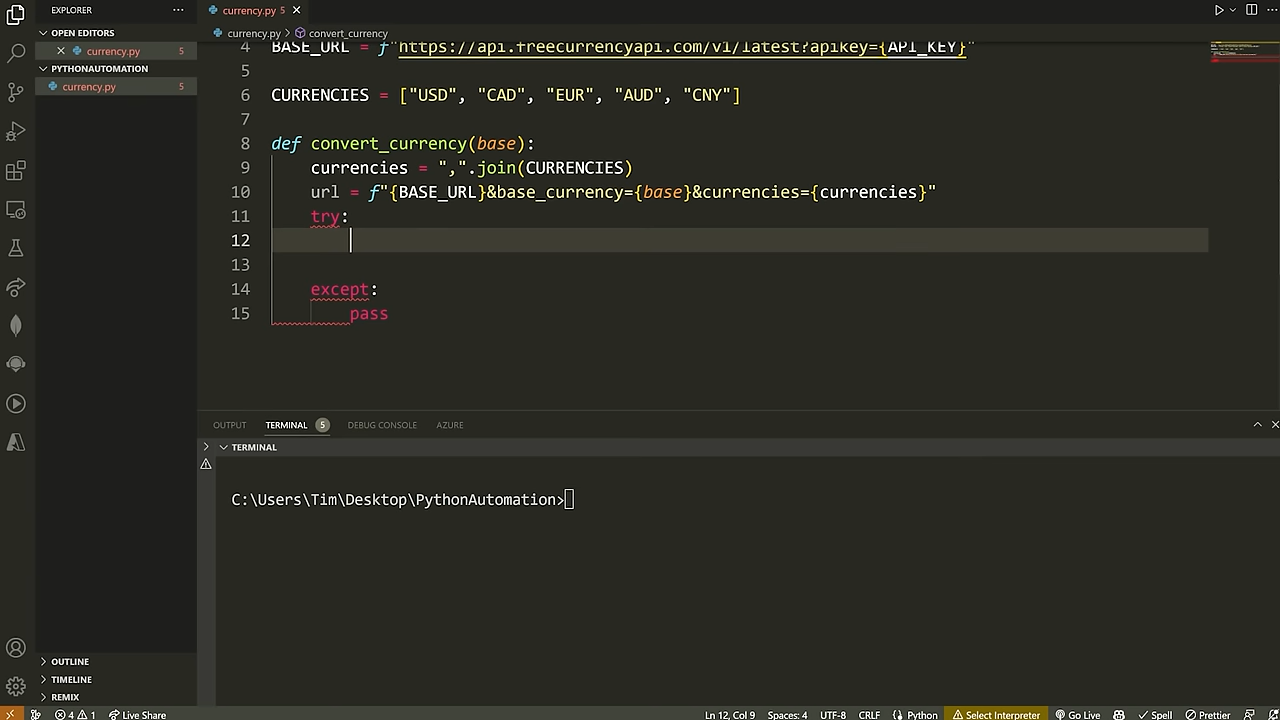 EXPLORER
currency.py 5
OPEN EDITORS
currency.py 5
PYTHONAUTOMATION
currency.py 5
currency.py > convert_currency
4 BASE_URL = f"https://api.freecurrencyapi.com/v1/latest?apikey={API_KEY}"
5
6 CURRENCIES = ["USD", "CAD", "EUR", "AUD", "CNY"]
7
8 def convert_currency(base):
9 currencies = ",".join(CURRENCIES)
10 url = f"{BASE_URL}&base_currency={base}&currencies={currencies}"
11 try:
12
13
14 except:
15 pass
OUTPUT TERMINAL 5 DEBUG CONSOLE AZURE
TERMINAL
C:\Users\Tim\Desktop\PythonAutomation>
OUTLINE
TIMELINE
REMIX
4 1 Live Share Ln 12, Col 9 Spaces: 4 UTF-8 CRLF Python Select Interpreter Go Live Spell Prettier